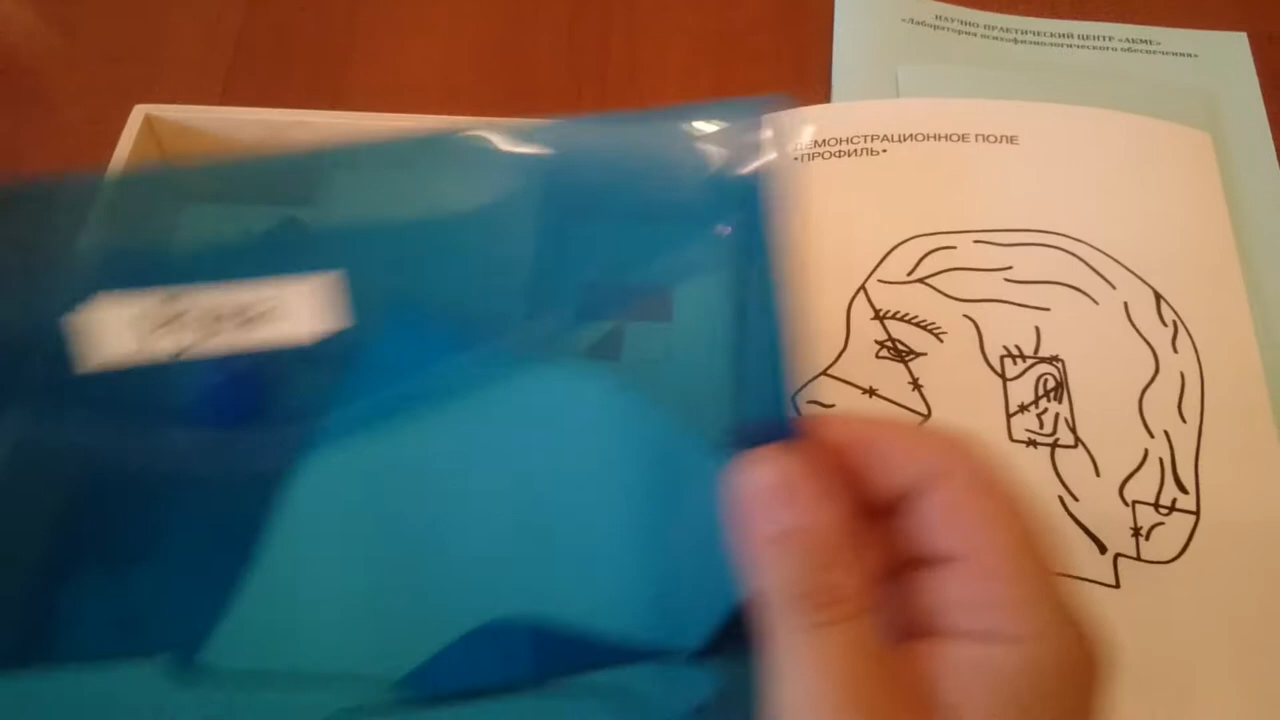 НАУЧНО-ПРАКТИЧЕСКИЙ ЦЕНТР «АКМЕ»
«Лаборатория психофизиологического обеспечения»
ДЕМОНСТРАЦИОННОЕ ПОЛЕ
•ПРОФИЛЬ•